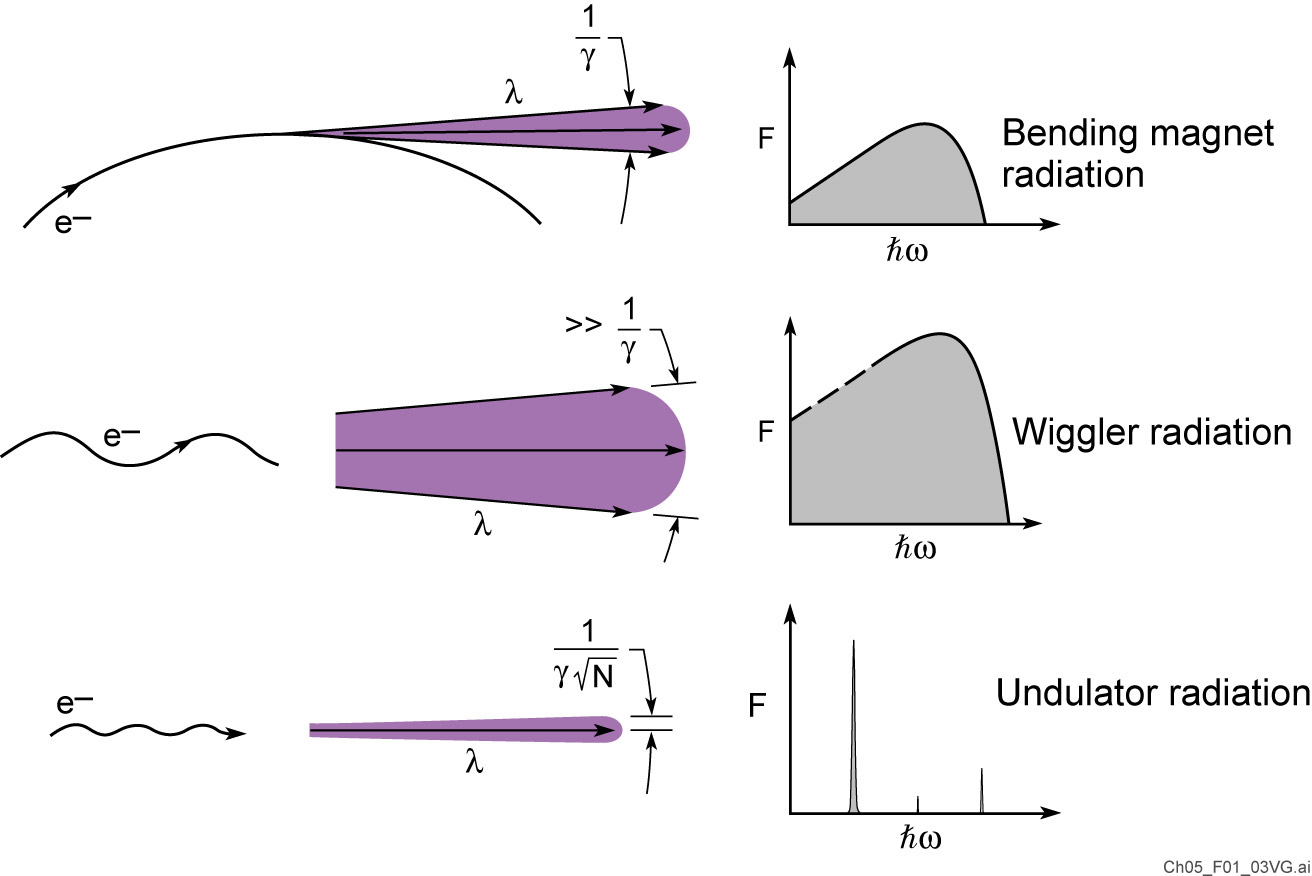 1
γ
λ
e–
F
ħω
Bending magnet
radiation
>> 1
γ
e–
λ
F
ħω
Wiggler radiation
1
γ√N
e–
λ
F
ħω
Undulator radiation
Ch05_F01_03VG.ai